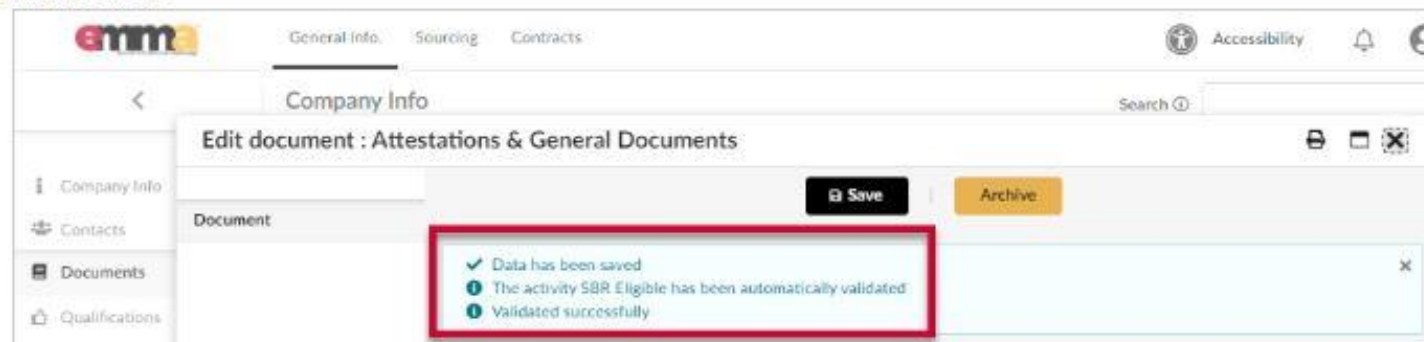 emma
General Info. Sourcing Contracts
Accessibility
Company Info
Search
Edit document : Attestations & General Documents
Company Info
Save
Archive
Contacts
Document
Documents
Data has been saved
The activity SBR Eligible has been automatically validated
Validated successfully
Qualifications